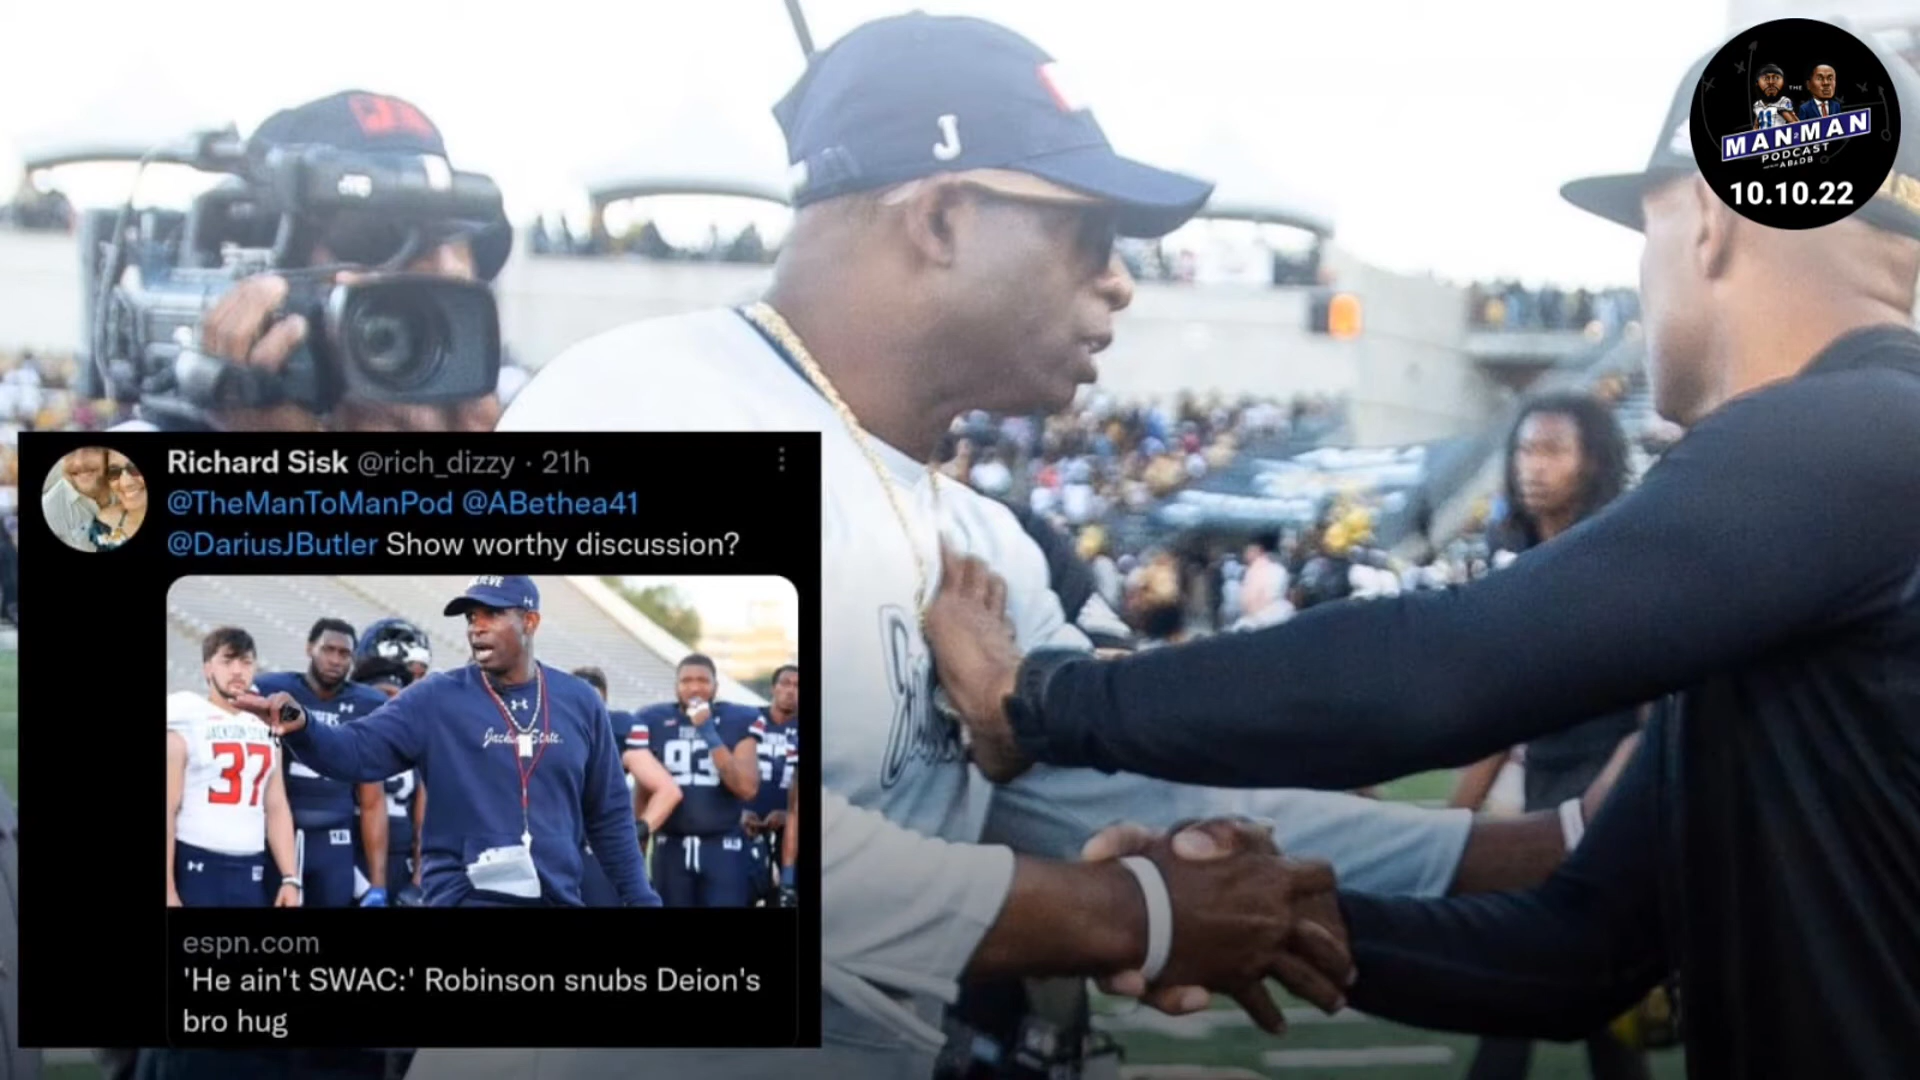 THE
MAN2MAN
PODCAST
10.10.22
J
Richard Sisk @rich_dizzy · 21h
@TheManToManPod @ABethea41
@DariusJButler Show worthy discussion?
37
93
Jackson State
espn.com
'He ain't SWAC:' Robinson snubs Deion's
bro hug